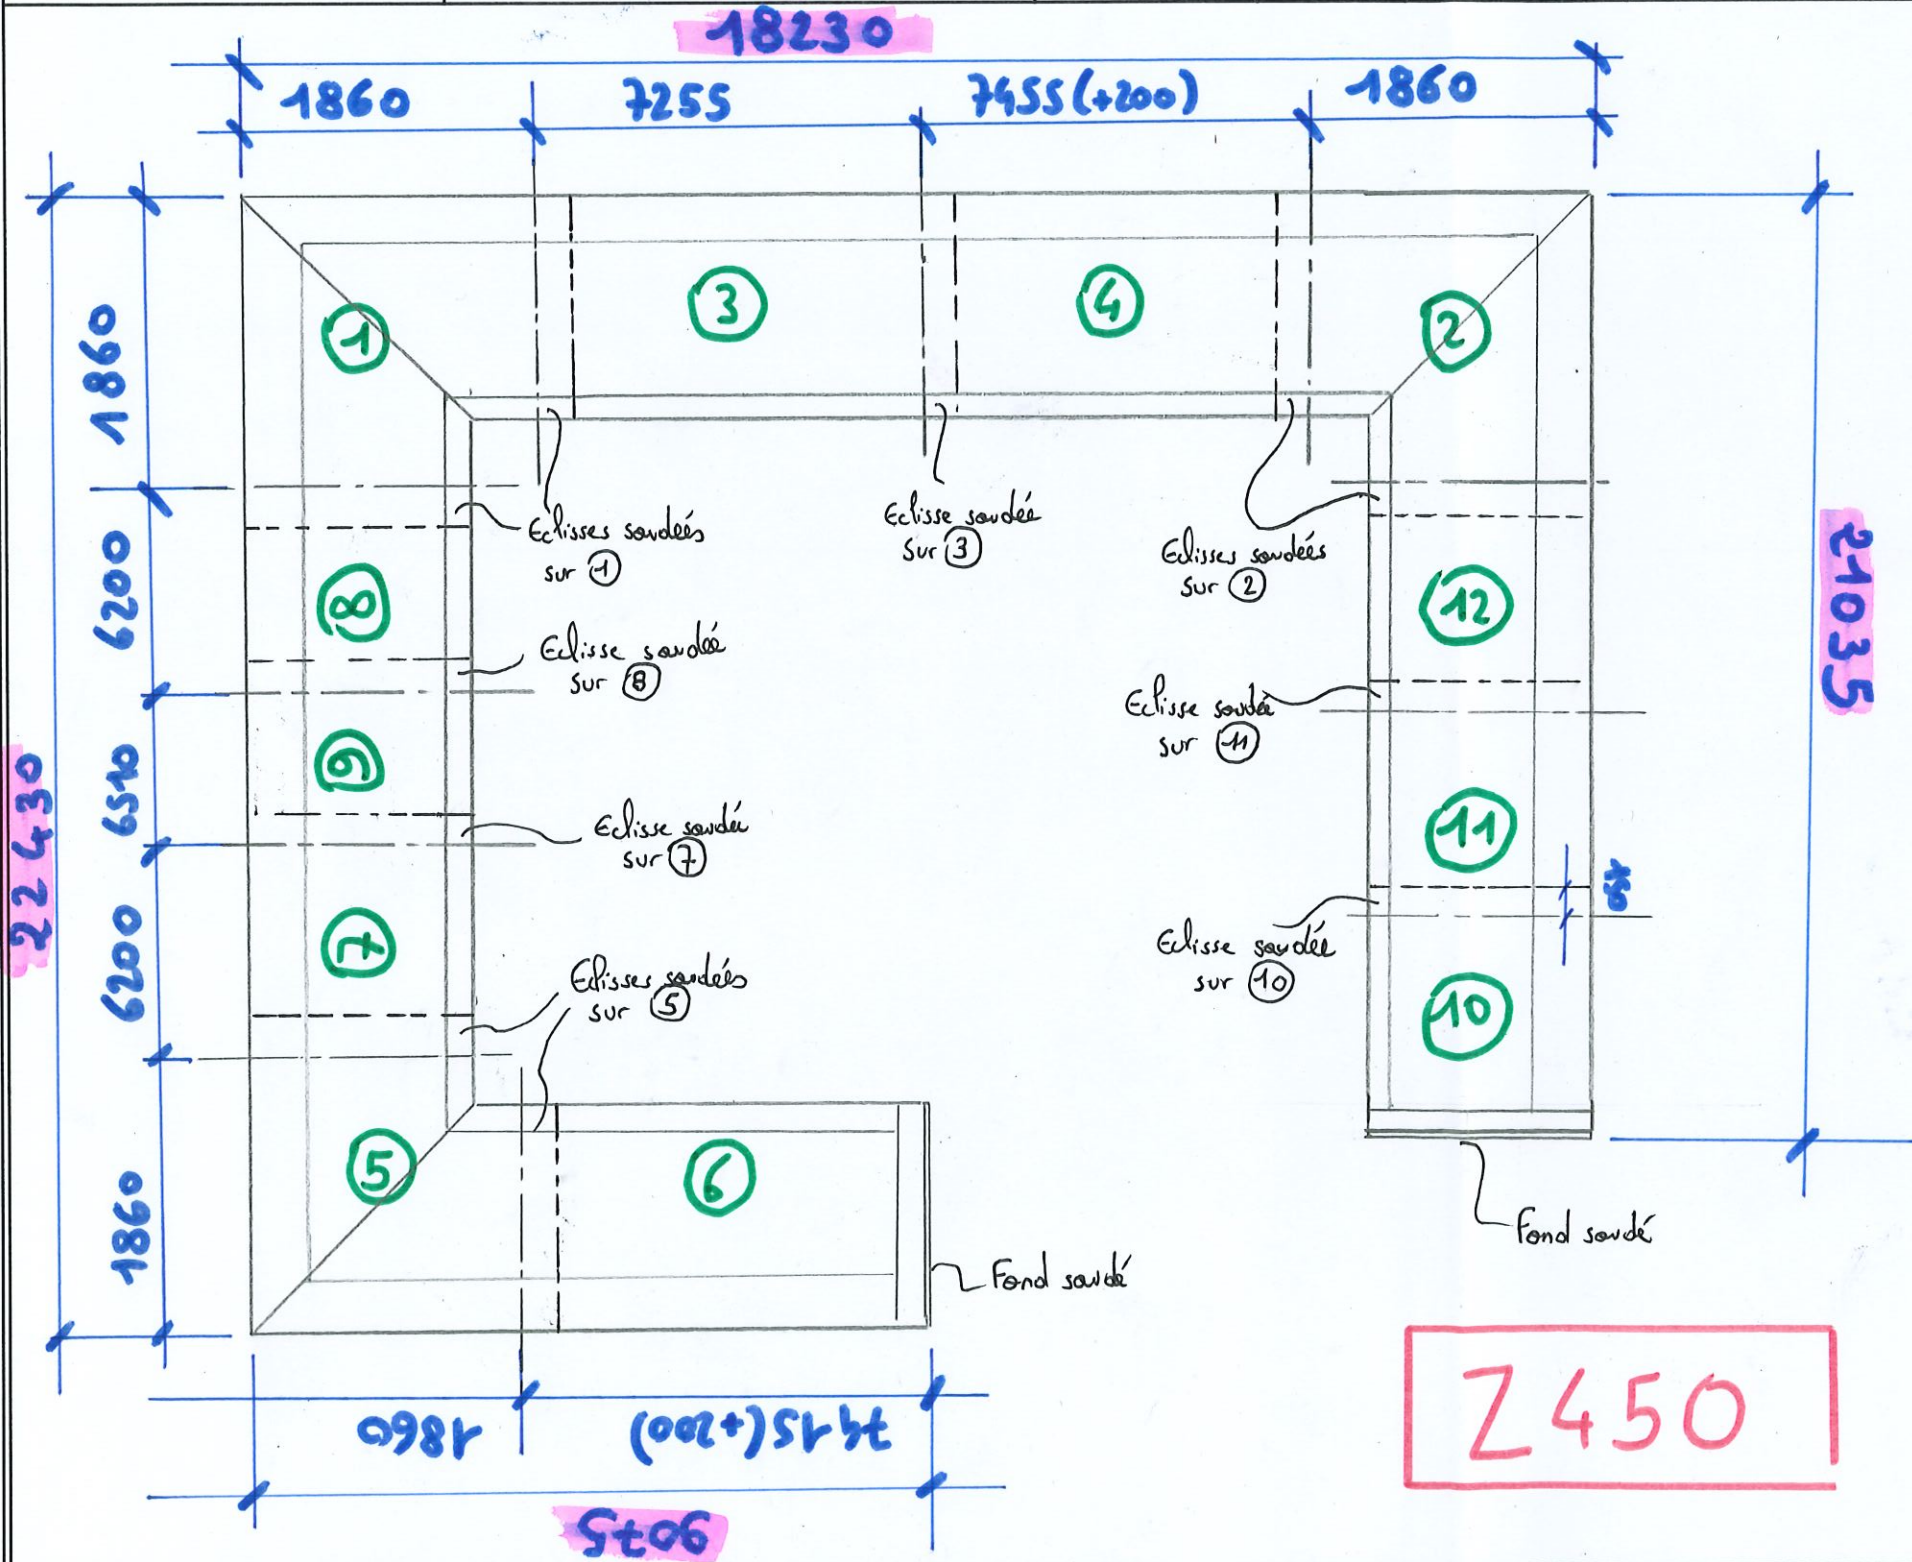 18230
1860
7255
7455(+200)
1860
1
3
4
2
1860
6200
6510
6200
1860
22430
21035
Eclisses soudées
sur 1
Eclisse soudée
sur 3
Eclisses soudées
sur 2
8
12
Eclisse soudée
sur 8
Eclisse soudée
sur 11
9
11
Eclisse soudée
sur 7
7
Eclisse soudée
sur 10
10
Eclisses soudées
sur 5
5
6
Fond soudé
Fond soudé
1860
7415(+200)
9075
Z450